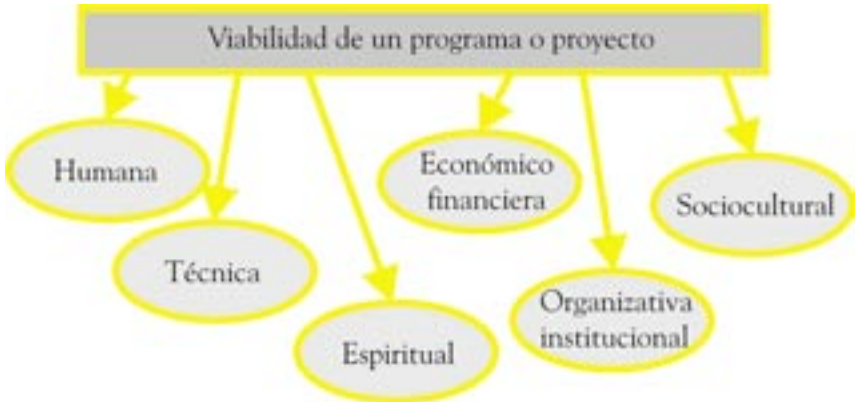 Viabilidad de un programa o proyecto
Humana
Técnica
Espiritual
Económico
financiera
Organizativa
institucional
Sociocultural